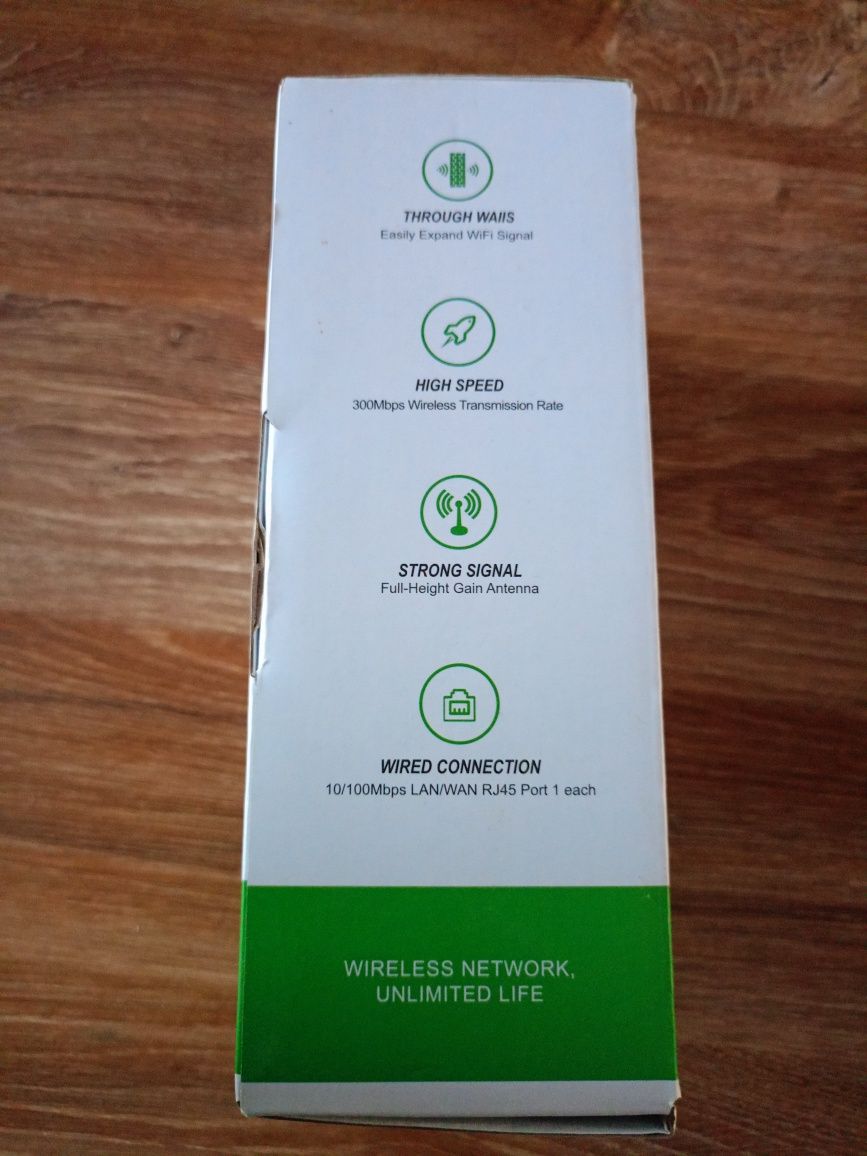 THROUGH WAIIS
Easily Expand WiFi Signal
HIGH SPEED
300Mbps Wireless Transmission Rate
STRONG SIGNAL
Full-Height Gain Antenna
WIRED CONNECTION
10/100Mbps LAN/WAN RJ45 Port 1 each
WIRELESS NETWORK,
UNLIMITED LIFE